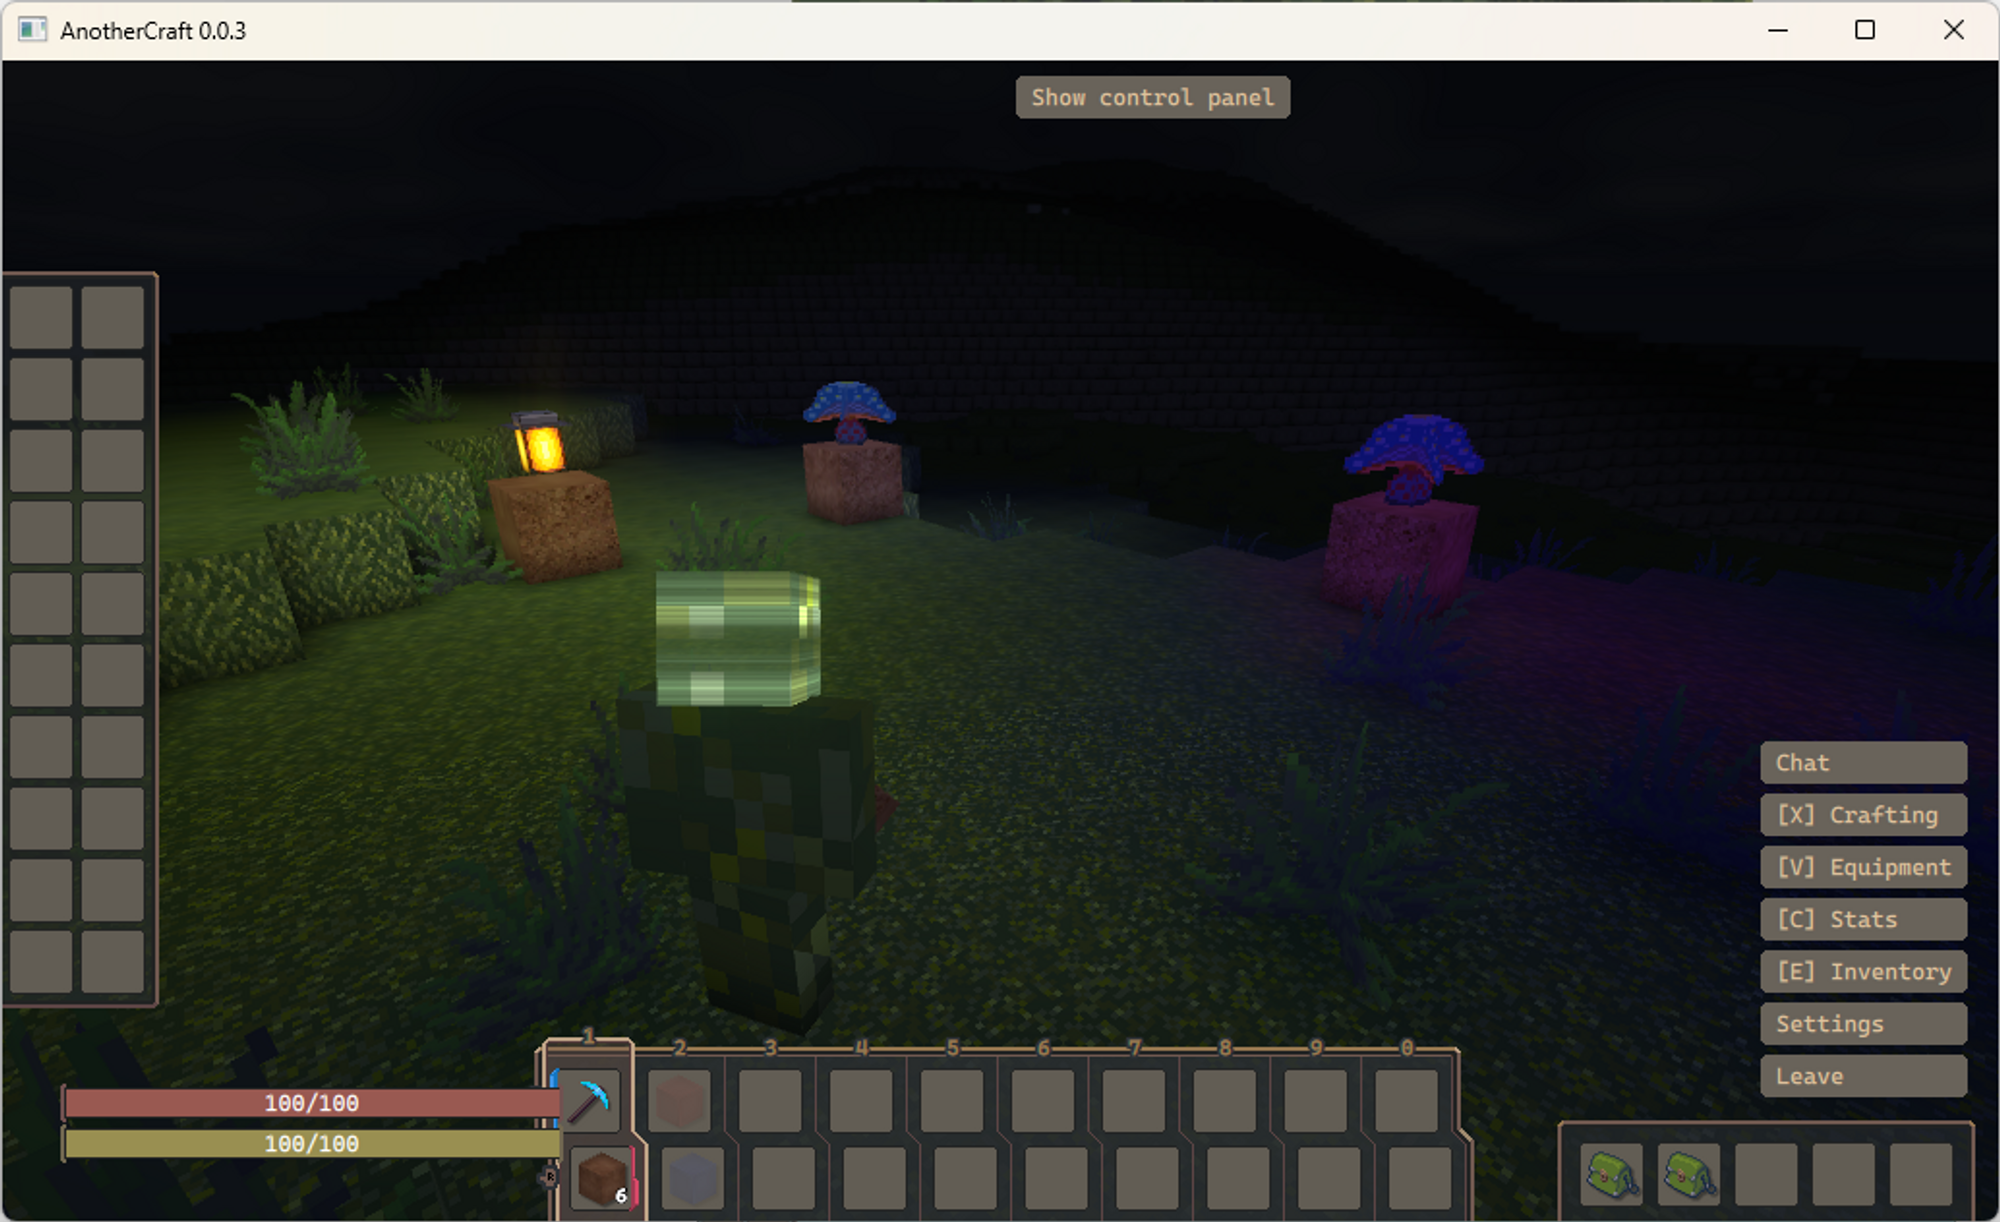 AnotherCraft 0.0.3
Show control panel
Chat
[X] Crafting
[V] Equipment
[C] Stats
[E] Inventory
Settings
Leave
1 2 3 4 5 6 7 8 9 0
100/100
100/100
R
6